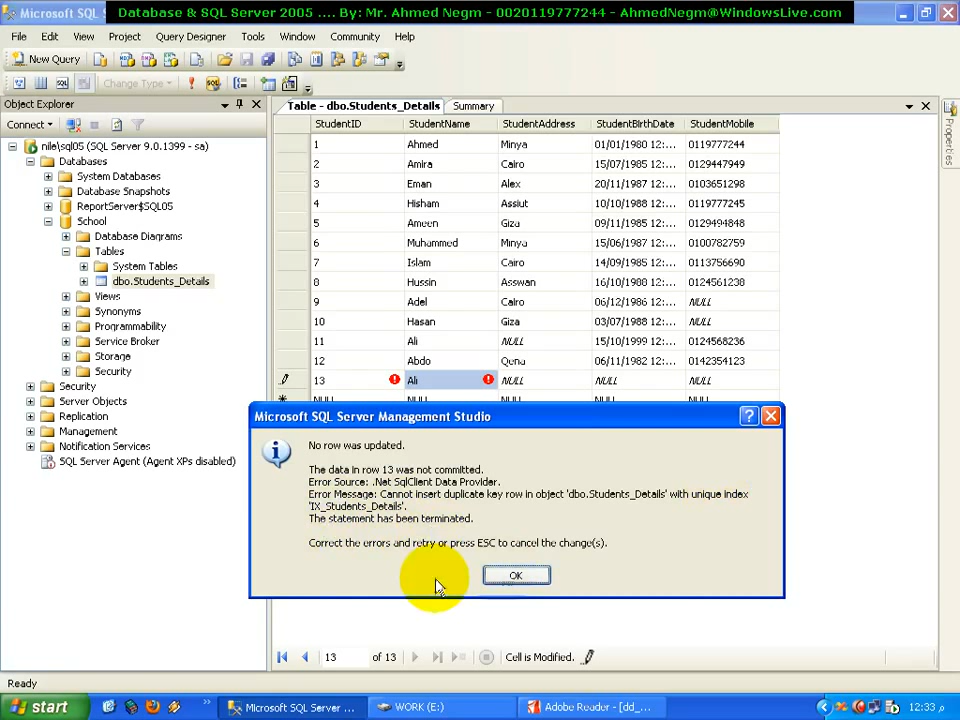 Microsoft SQL
Database & SQL Server 2005 .... By: Mr. Ahmed Negm - 0020119777244 - AhmedNegm@WindowsLive.com
File Edit View Project Query Designer Tools Window Community Help
New Query
Change Type
Object Explorer
Table - dbo.Students_Details Summary
Connect
Properties
nile\sql05 (SQL Server 9.0.1399 - sa)
Databases
System Databases
Database Snapshots
ReportServer$SQL05
School
Database Diagrams
Tables
System Tables
dbo.Students_Details
Views
Synonyms
Programmability
Service Broker
Storage
Security
Security
Server Objects
Replication
Management
Notification Services
SQL Server Agent (Agent XPs disabled)
StudentID StudentName StudentAddress StudentBirthDate StudentMobile
1 Ahmed Minya 01/01/1980 12:... 0119777244
2 Amira Cairo 15/07/1985 12:... 0129447949
3 Eman Alex 20/11/1987 12:... 0103651298
4 Hisham Assiut 10/10/1988 12:... 0119777245
5 Ameen Giza 09/11/1985 12:... 0129494848
6 Muhammed Minya 15/06/1987 12:... 0100782759
7 Islam Cairo 14/09/1985 12:... 0113756690
8 Hussin Asswan 16/10/1988 12:... 0124561238
9 Adel Cairo 06/12/1986 12:... NULL
10 Hasan Giza 03/07/1988 12:... NULL
11 Ali NULL 15/10/1999 12:... 0124568236
12 Abdo Qena 06/11/1982 12:... 0142354123
13 Ali NULL NULL NULL
NULL NULL NULL NULL NULL
Microsoft SQL Server Management Studio
No row was updated.
The data in row 13 was not committed.
Error Source: .Net SqlClient Data Provider.
Error Message: Cannot insert duplicate key row in object 'dbo.Students_Details' with unique index
'IX_Students_Details'.
The statement has been terminated.
Correct the errors and retry or press ESC to cancel the change(s).
OK
13 of 13 Cell is Modified.
Ready
start Microsoft SQL Server ... WORK (E:) Adobe Reader - [dd_... 12:33 م